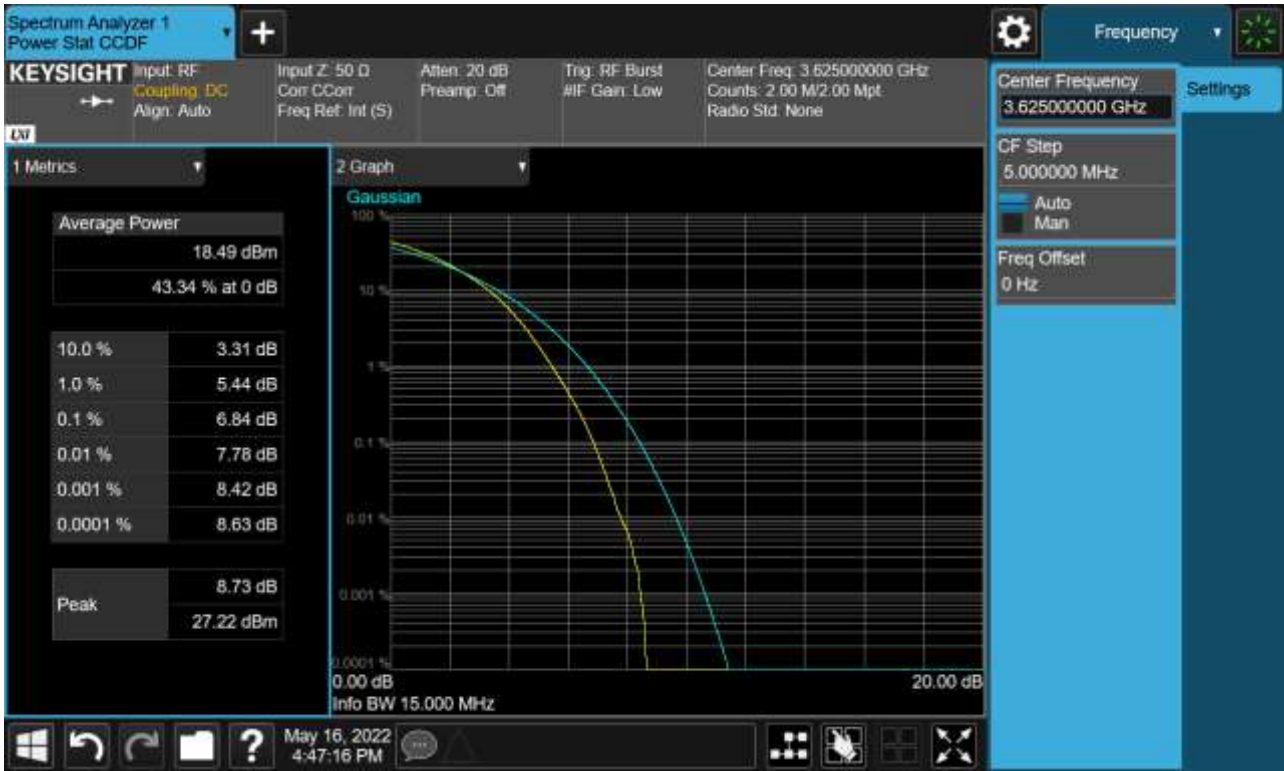 Spectrum Analyzer 1
Power Stat CCDF
+
Frequency
KEYSIGHT
Input: RF
Coupling: DC
Align: Auto
Input Z: 50 Ω
Corr CCorr
Freq Ref: Int (S)
Atten: 20 dB
Preamp: Off
Trig: RF Burst
#IF Gain: Low
Center Freq: 3.625000000 GHz
Counts: 2.00 M/2.00 Mpt
Radio Std: None
LXI
Center Frequency
3.625000000 GHz
Settings
CF Step
5.000000 MHz
Auto
Man
Freq Offset
0 Hz
1 Metrics
Average Power
18.49 dBm
43.34 % at 0 dB
10.0 % 3.31 dB
1.0 % 5.44 dB
0.1 % 6.84 dB
0.01 % 7.78 dB
0.001 % 8.42 dB
0.0001 % 8.63 dB
Peak
8.73 dB
27.22 dBm
2 Graph
Gaussian
100 %
10 %
1 %
0.1 %
0.01 %
0.001 %
0.0001 %
0.00 dB 20.00 dB
Info BW 15.000 MHz
?
May 16, 2022
4:47:16 PM